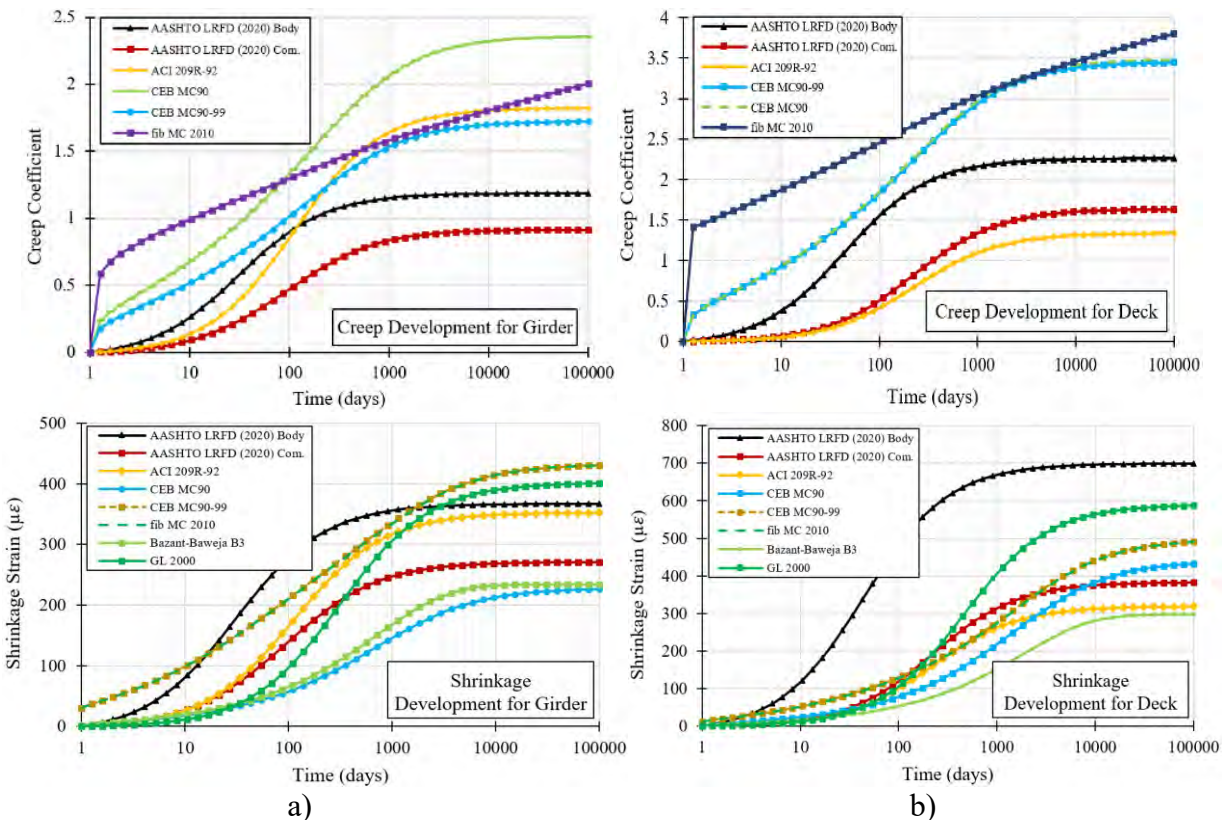 AASHTO LRFD (2020) Body
AASHTO LRFD (2020) Com.
ACI 209R-92
CEB MC90
CEB MC90-99
fib MC 2010
2.5
2
1.5
1
0.5
0
Creep Coefficient
Creep Development for Girder
1 10 100 1000 10000 100000
Time (days)
AASHTO LRFD (2020) Body
AASHTO LRFD (2020) Com.
ACI 209R-92
CEB MC90-99
CEB MC90
fib MC 2010
4
3.5
3
2.5
2
1.5
1
0.5
0
Creep Coefficient
Creep Development for Deck
1 10 100 1000 10000 100000
Time (days)
AASHTO LRFD (2020) Body
AASHTO LRFD (2020) Com.
ACI 209R-92
CEB MC90
CEB MC90-99
fib MC 2010
Bazant-Baweja B3
GL 2000
500
400
300
200
100
0
Shrinkage Strain (με)
Shrinkage
Development for Girder
1 10 100 1000 10000 100000
Time (days)
a)
AASHTO LRFD (2020) Body
AASHTO LRFD (2020) Com.
ACI 209R-92
CEB MC90
CEB MC90-99
fib MC 2010
Bazant-Baweja B3
GL 2000
800
700
600
500
400
300
200
100
0
Shrinkage Strain (με)
Shrinkage
Development for Deck
1 10 100 1000 10000 100000
Time (days)
b)